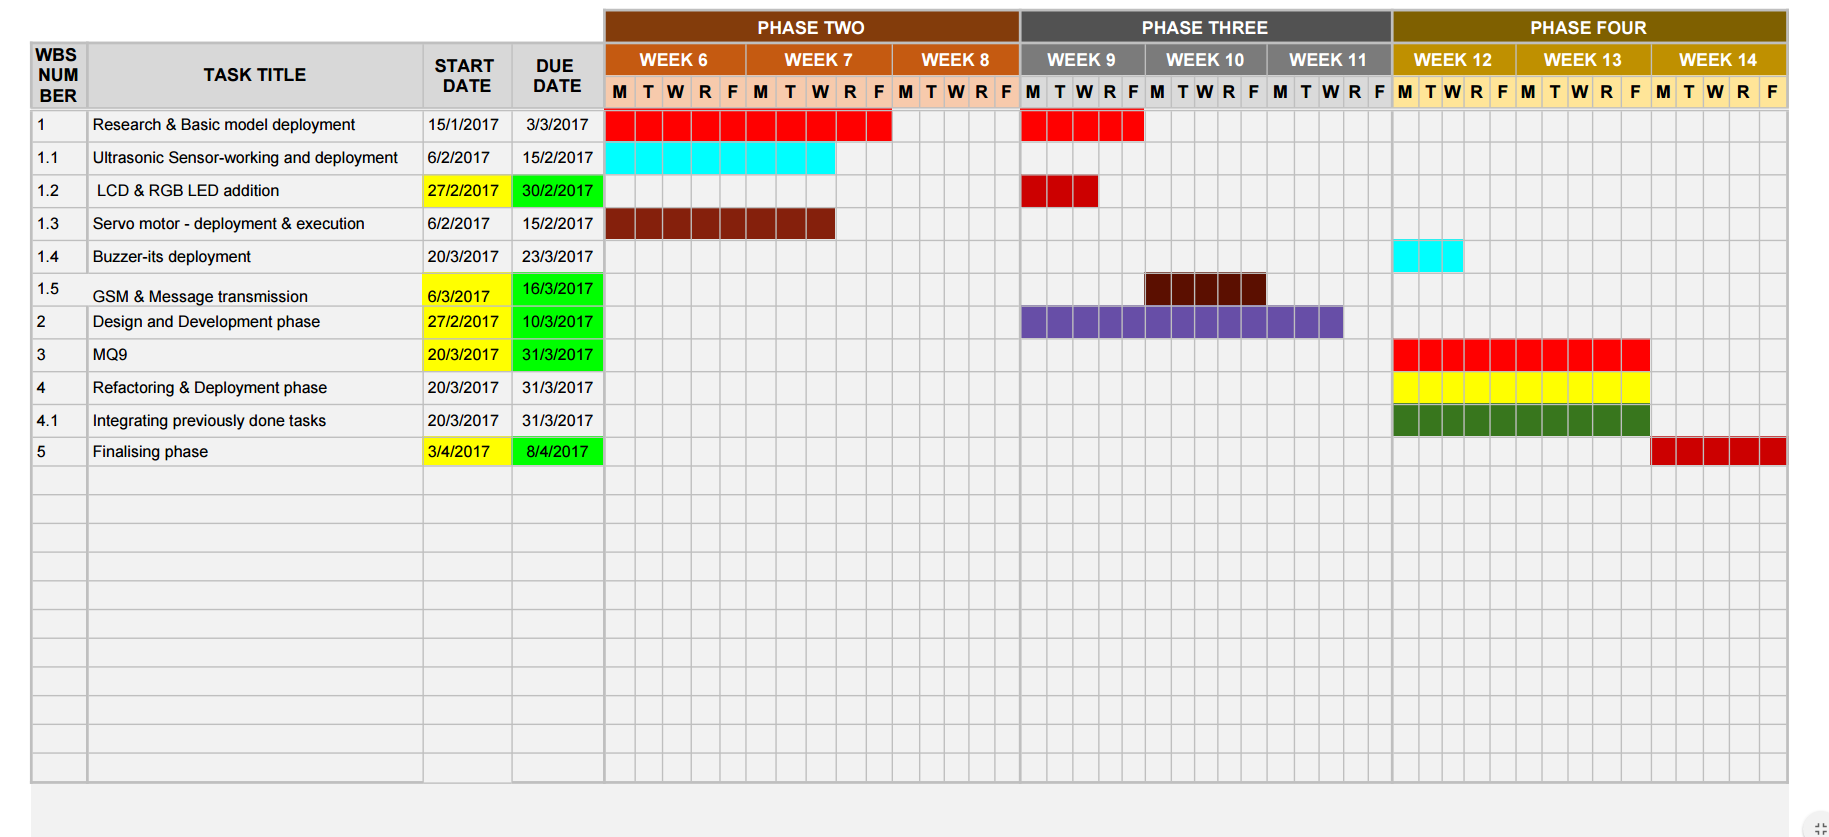 PHASE TWO PHASE THREE PHASE FOUR
WBS NUM BER TASK TITLE START DATE DUE DATE WEEK 6 WEEK 7 WEEK 8 WEEK 9 WEEK 10 WEEK 11 WEEK 12 WEEK 13 WEEK 14
M T W R F M T W R F M T W R F M T W R F M T W R F M T W R F M T W R F M T W R F M T W R F
1 Research & Basic model deployment 15/1/2017 3/3/2017
1.1 Ultrasonic Sensor-working and deployment 6/2/2017 15/2/2017
1.2 LCD & RGB LED addition 27/2/2017 30/2/2017
1.3 Servo motor - deployment & execution 6/2/2017 15/2/2017
1.4 Buzzer-its deployment 20/3/2017 23/3/2017
1.5 GSM & Message transmission 6/3/2017 16/3/2017
2 Design and Development phase 27/2/2017 10/3/2017
3 MQ9 20/3/2017 31/3/2017
4 Refactoring & Deployment phase 20/3/2017 31/3/2017
4.1 Integrating previously done tasks 20/3/2017 31/3/2017
5 Finalising phase 3/4/2017 8/4/2017